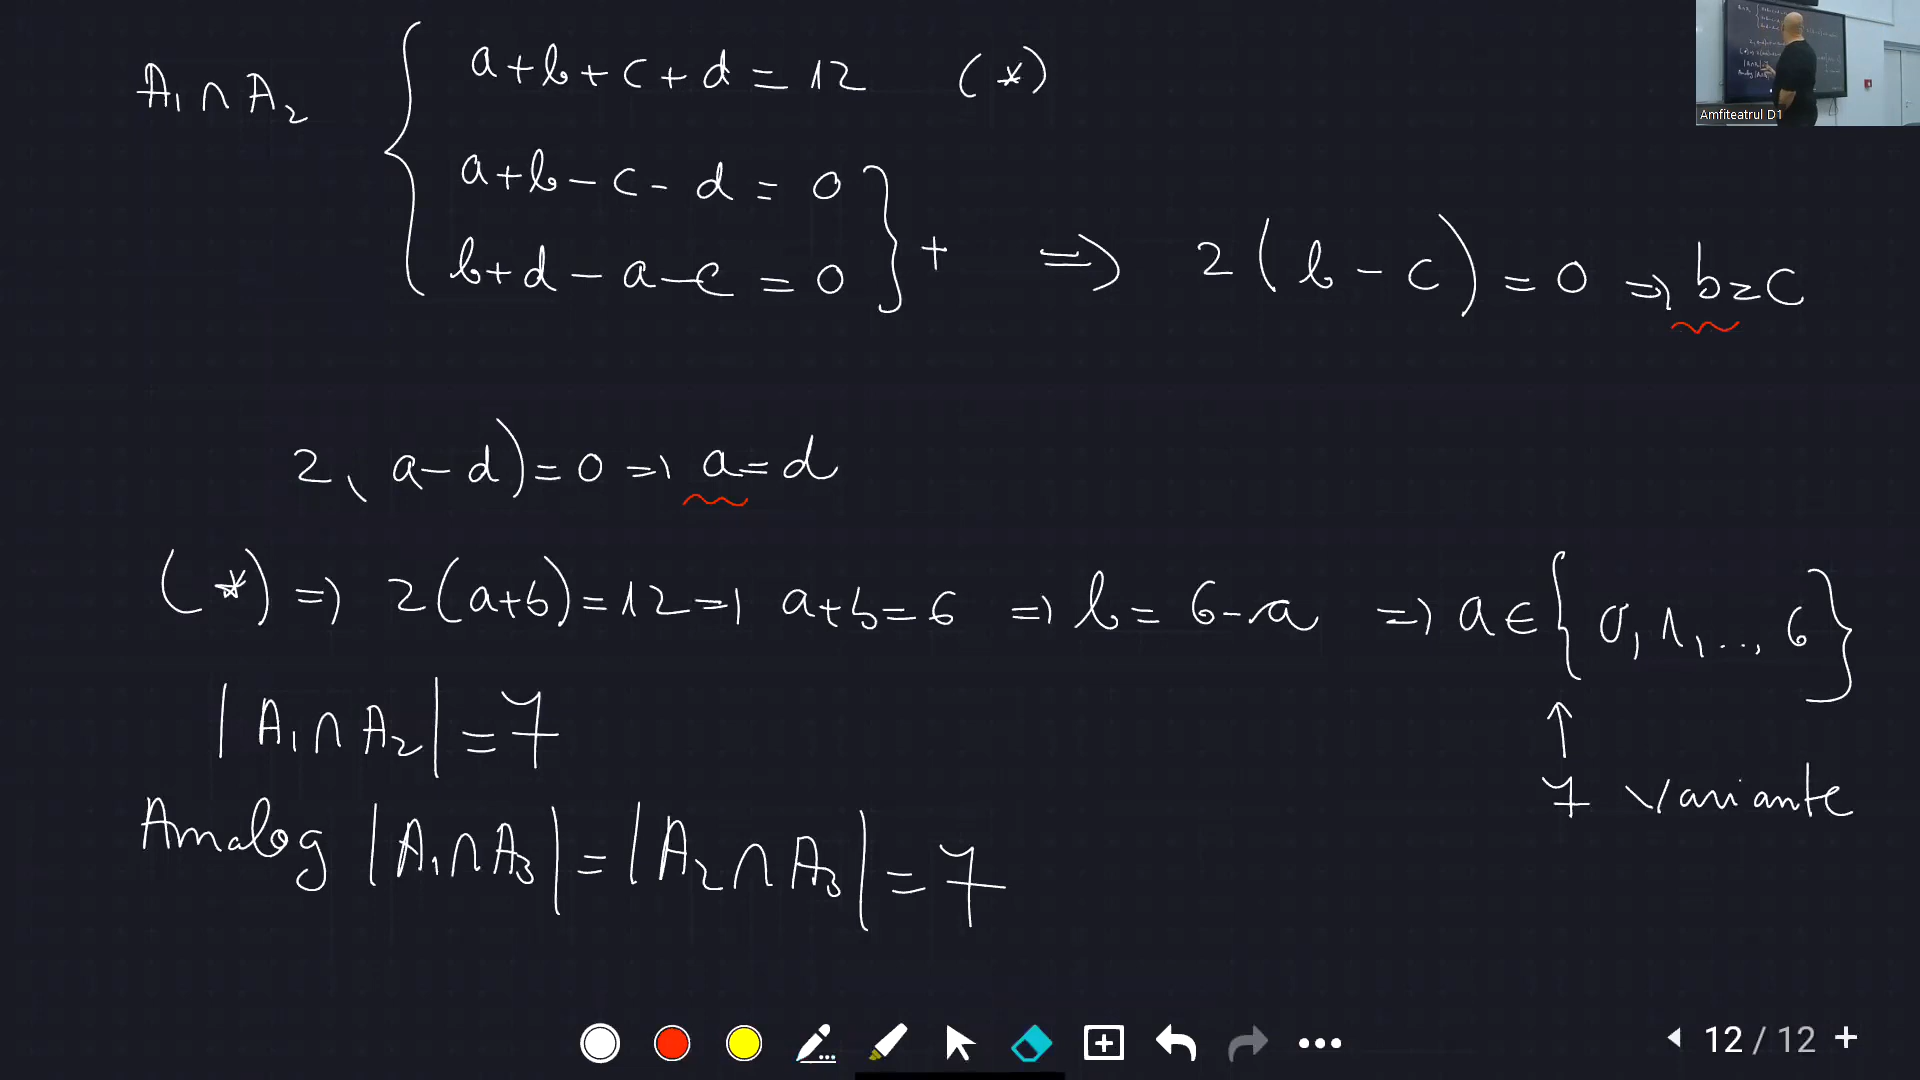 A₁ ∩ A₂ { a+b+c+d = 12 (*)
a+b-c-d = 0
b+d-a-c = 0 } + => 2(b-c) = 0 => b=c
2(a-d) = 0 => a=d
(*) => 2(a+b)=12 => a+b=6 => b=6-a => a∈{0,1,..,6}
|A₁∩A₂| = 7
↑
7 variante
Analog |A₁∩A₃| = |A₂∩A₃| = 7
Amfiteatrul D1
12 / 12